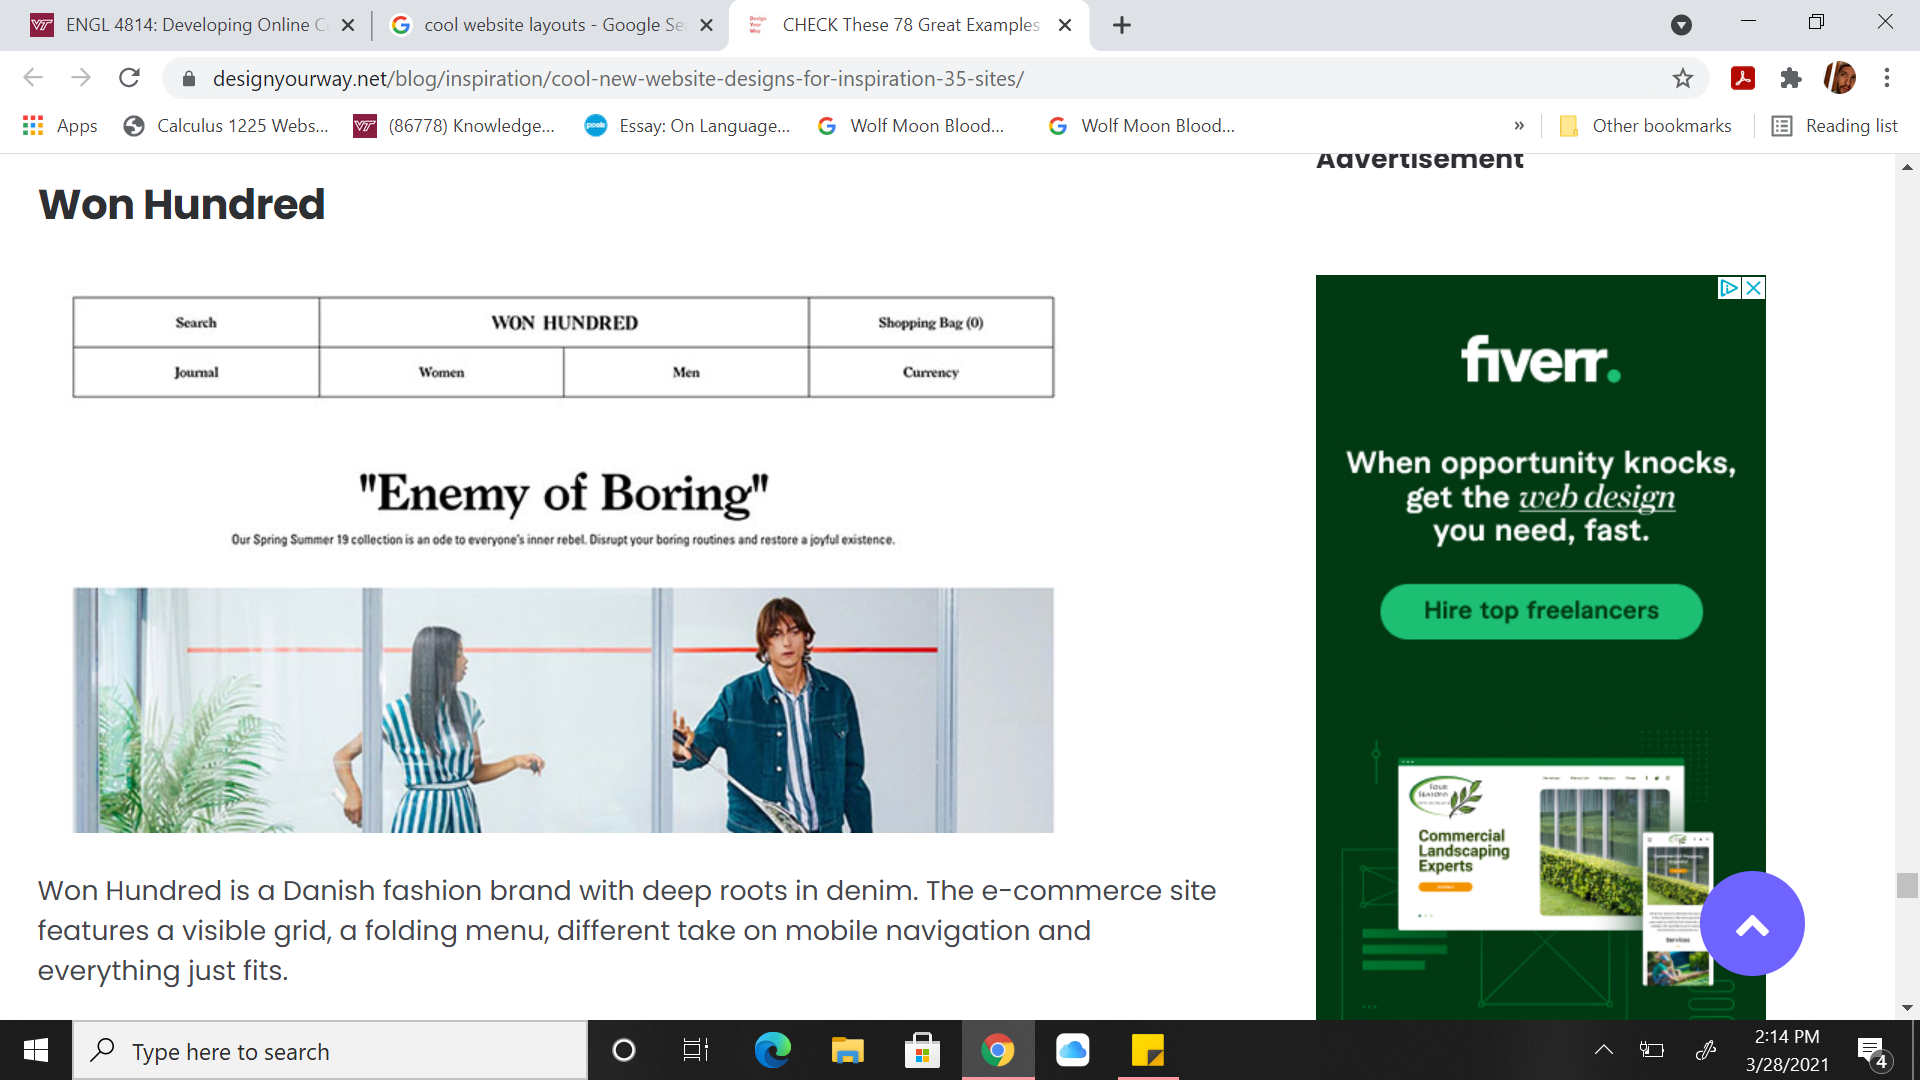 ENGL 4814: Developing Online C
cool website layouts - Google Se
CHECK These 78 Great Examples
designyourway.net/blog/inspiration/cool-new-website-designs-for-inspiration-35-sites/
Apps
Calculus 1225 Webs...
(86778) Knowledge...
Essay: On Language...
Wolf Moon Blood...
Wolf Moon Blood...
»
Other bookmarks
Reading list
Advertisement
Won Hundred
Search
WON HUNDRED
Shopping Bag (0)
Journal
Women
Men
Currency
"Enemy of Boring"
Our Spring Summer 19 collection is an ode to everyone's inner rebel. Disrupt your boring routines and restore a joyful existence.
Won Hundred is a Danish fashion brand with deep roots in denim. The e-commerce site
features a visible grid, a folding menu, different take on mobile navigation and
everything just fits.
fiverr.
When opportunity knocks,
get the web design
you need, fast.
Hire top freelancers
FOUR
SEASONS
Commercial
Landscaping
Experts
Services
Type here to search
2:14 PM
3/28/2021
4